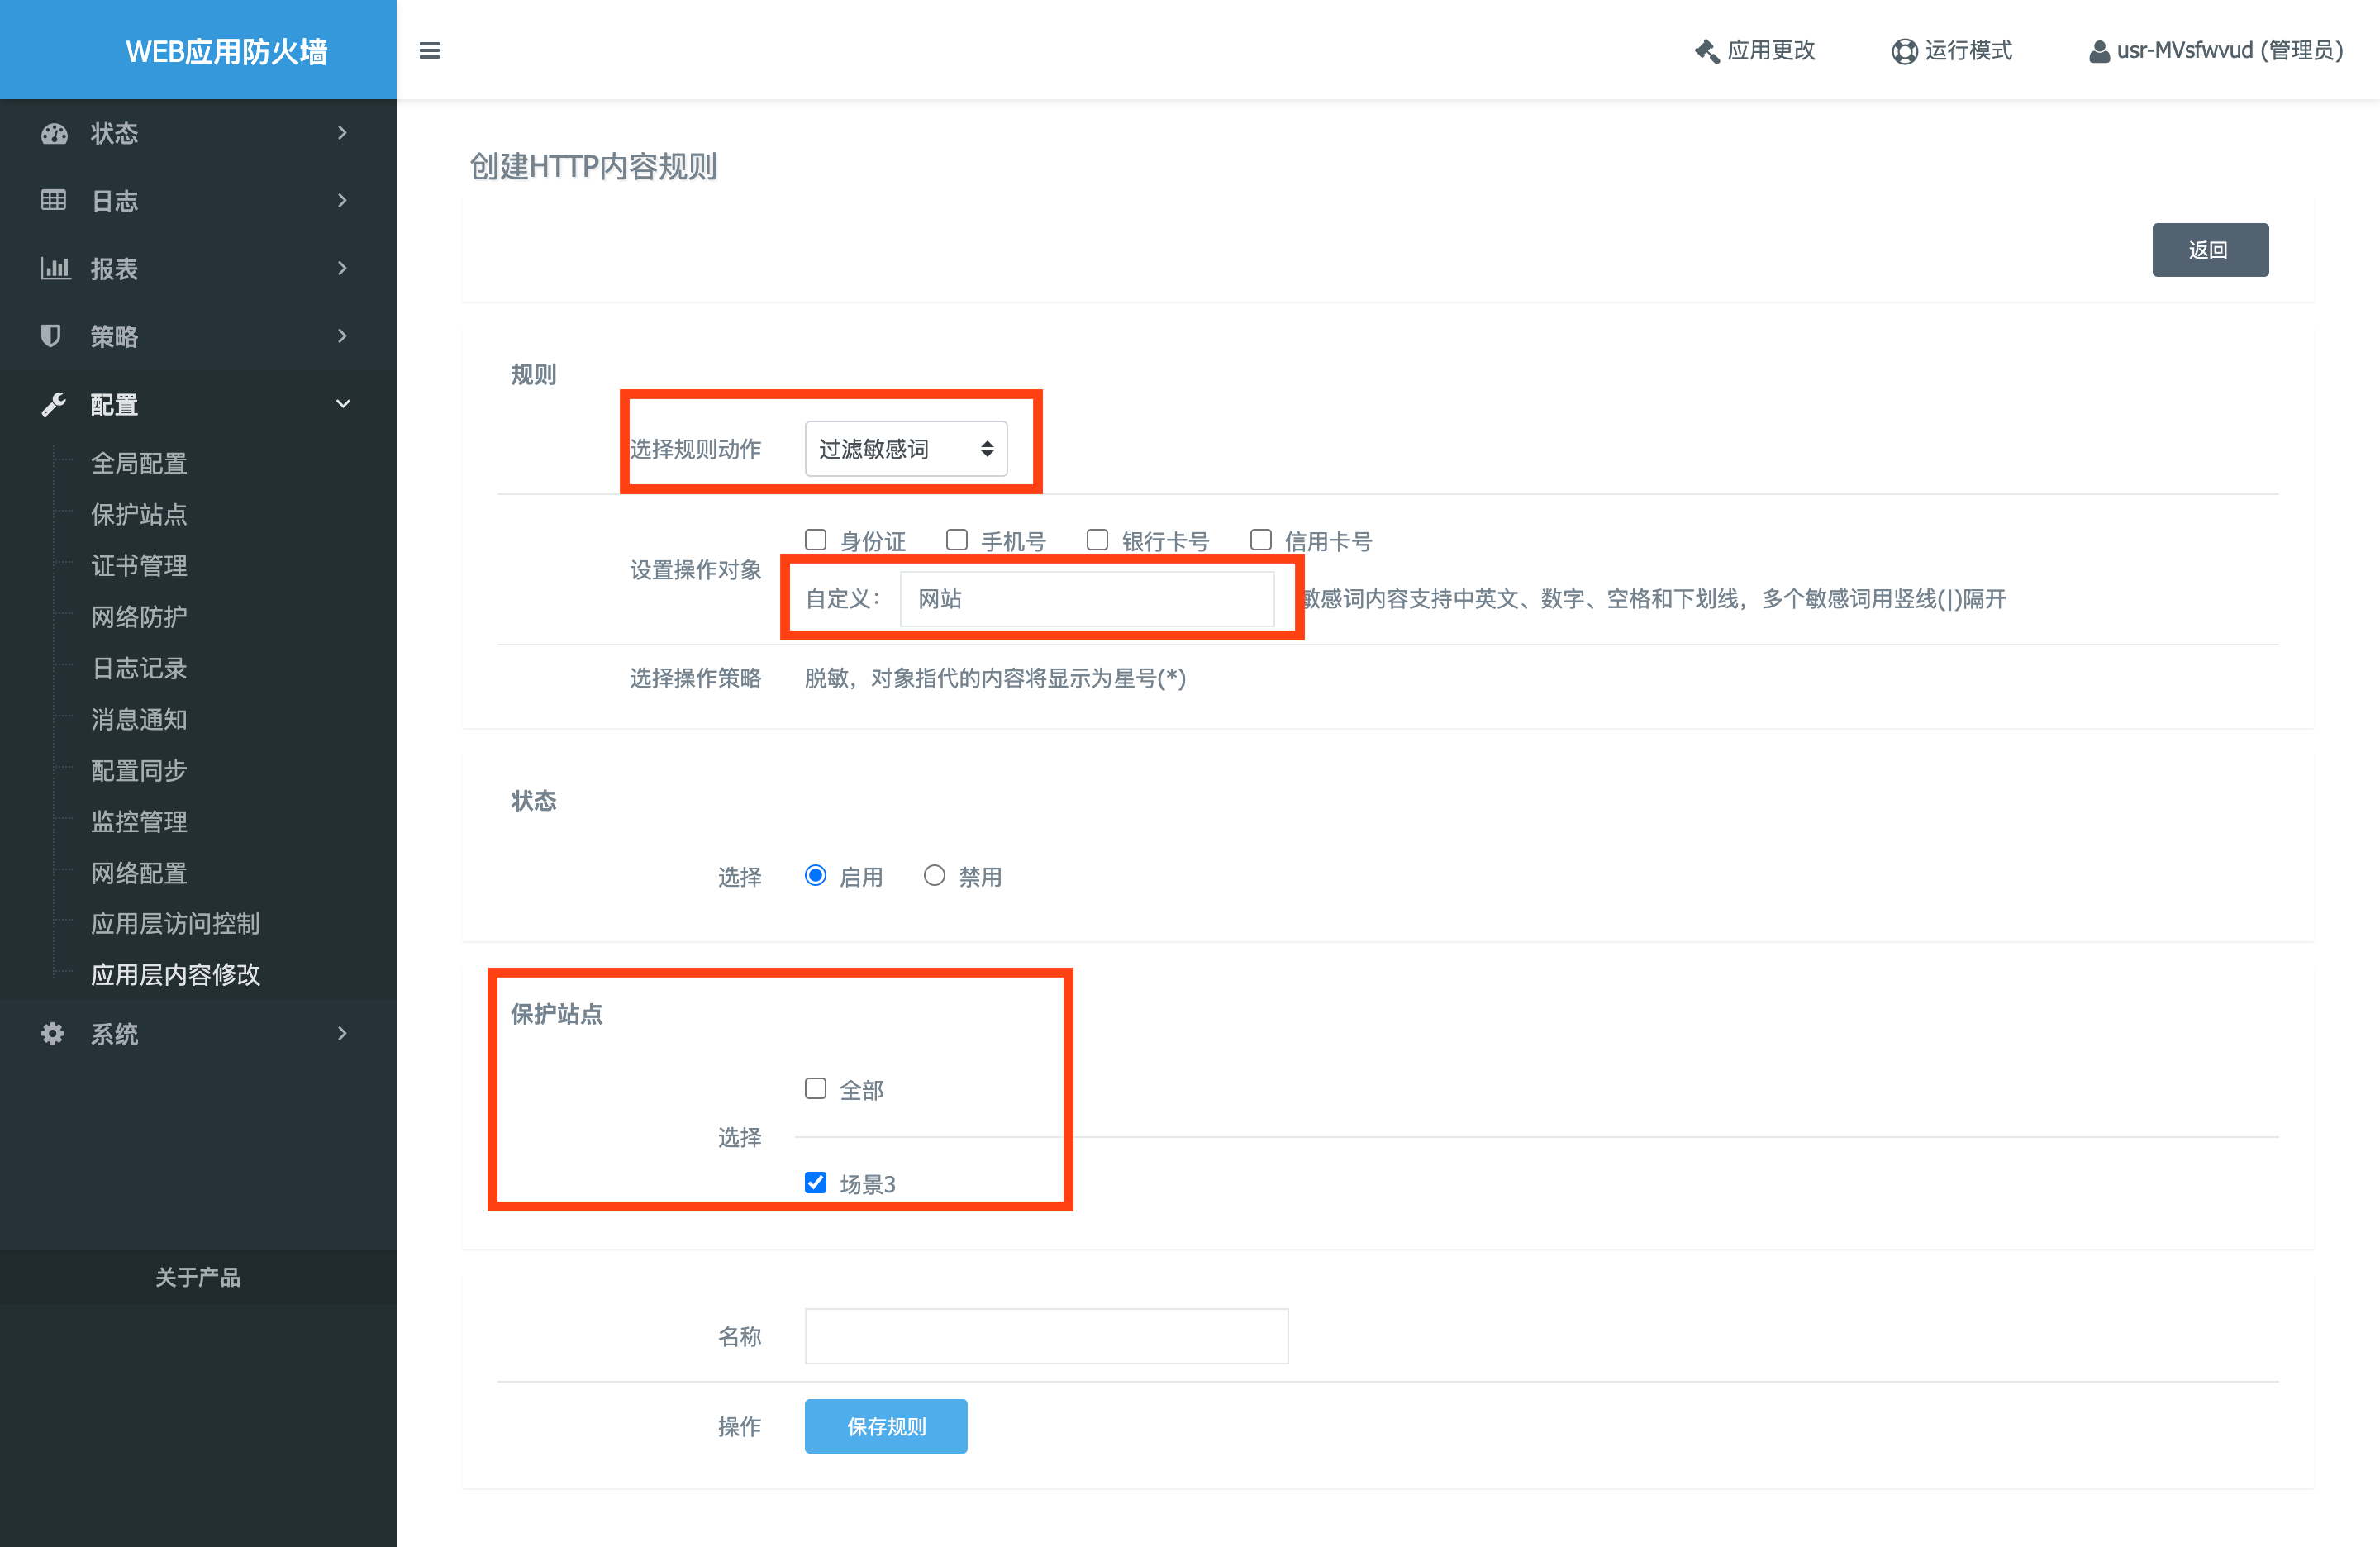 WEB应用防火墙
应用更改
运行模式
usr-MVsfwvud (管理员)
状态
日志
报表
策略
配置
全局配置
保护站点
证书管理
网络防护
日志记录
消息通知
配置同步
监控管理
网络配置
应用层访问控制
应用层内容修改
系统
关于产品
创建HTTP内容规则
返回
规则
选择规则动作 过滤敏感词
设置操作对象
身份证 手机号 银行卡号 信用卡号
自定义： 网站 敏感词内容支持中英文、数字、空格和下划线，多个敏感词用竖线(|)隔开
选择操作策略 脱敏，对象指代的内容将显示为星号(*)
状态
选择 启用 禁用
保护站点
全部
选择
场景3
名称
操作 保存规则